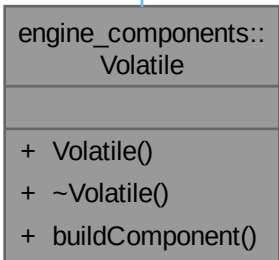 engine_components::
Volatile
+ Volatile()
+ ~Volatile()
+ buildComponent()